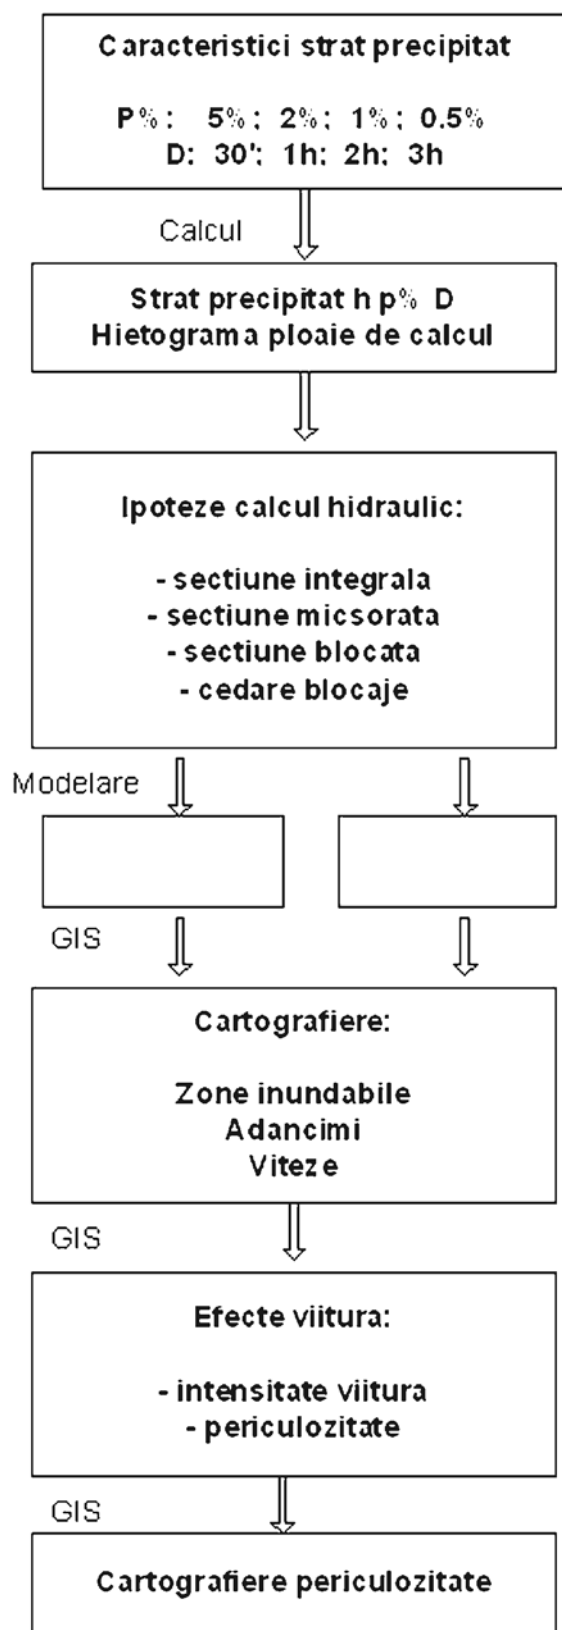 Caracteristici strat precipitat
P%: 5%; 2%; 1%; 0.5%
D: 30'; 1h; 2h; 3h
Calcul
Strat precipitat h p% D
Hietograma ploaie de calcul
Ipoteze calcul hidraulic:
- sectiune integrala
- sectiune micsorata
- sectiune blocata
- cedare blocaje
Modelare
GIS
Cartografiere:
Zone inundabile
Adancimi
Viteze
GIS
Efecte viitura:
- intensitate viitura
- periculozitate
GIS
Cartografiere periculozitate